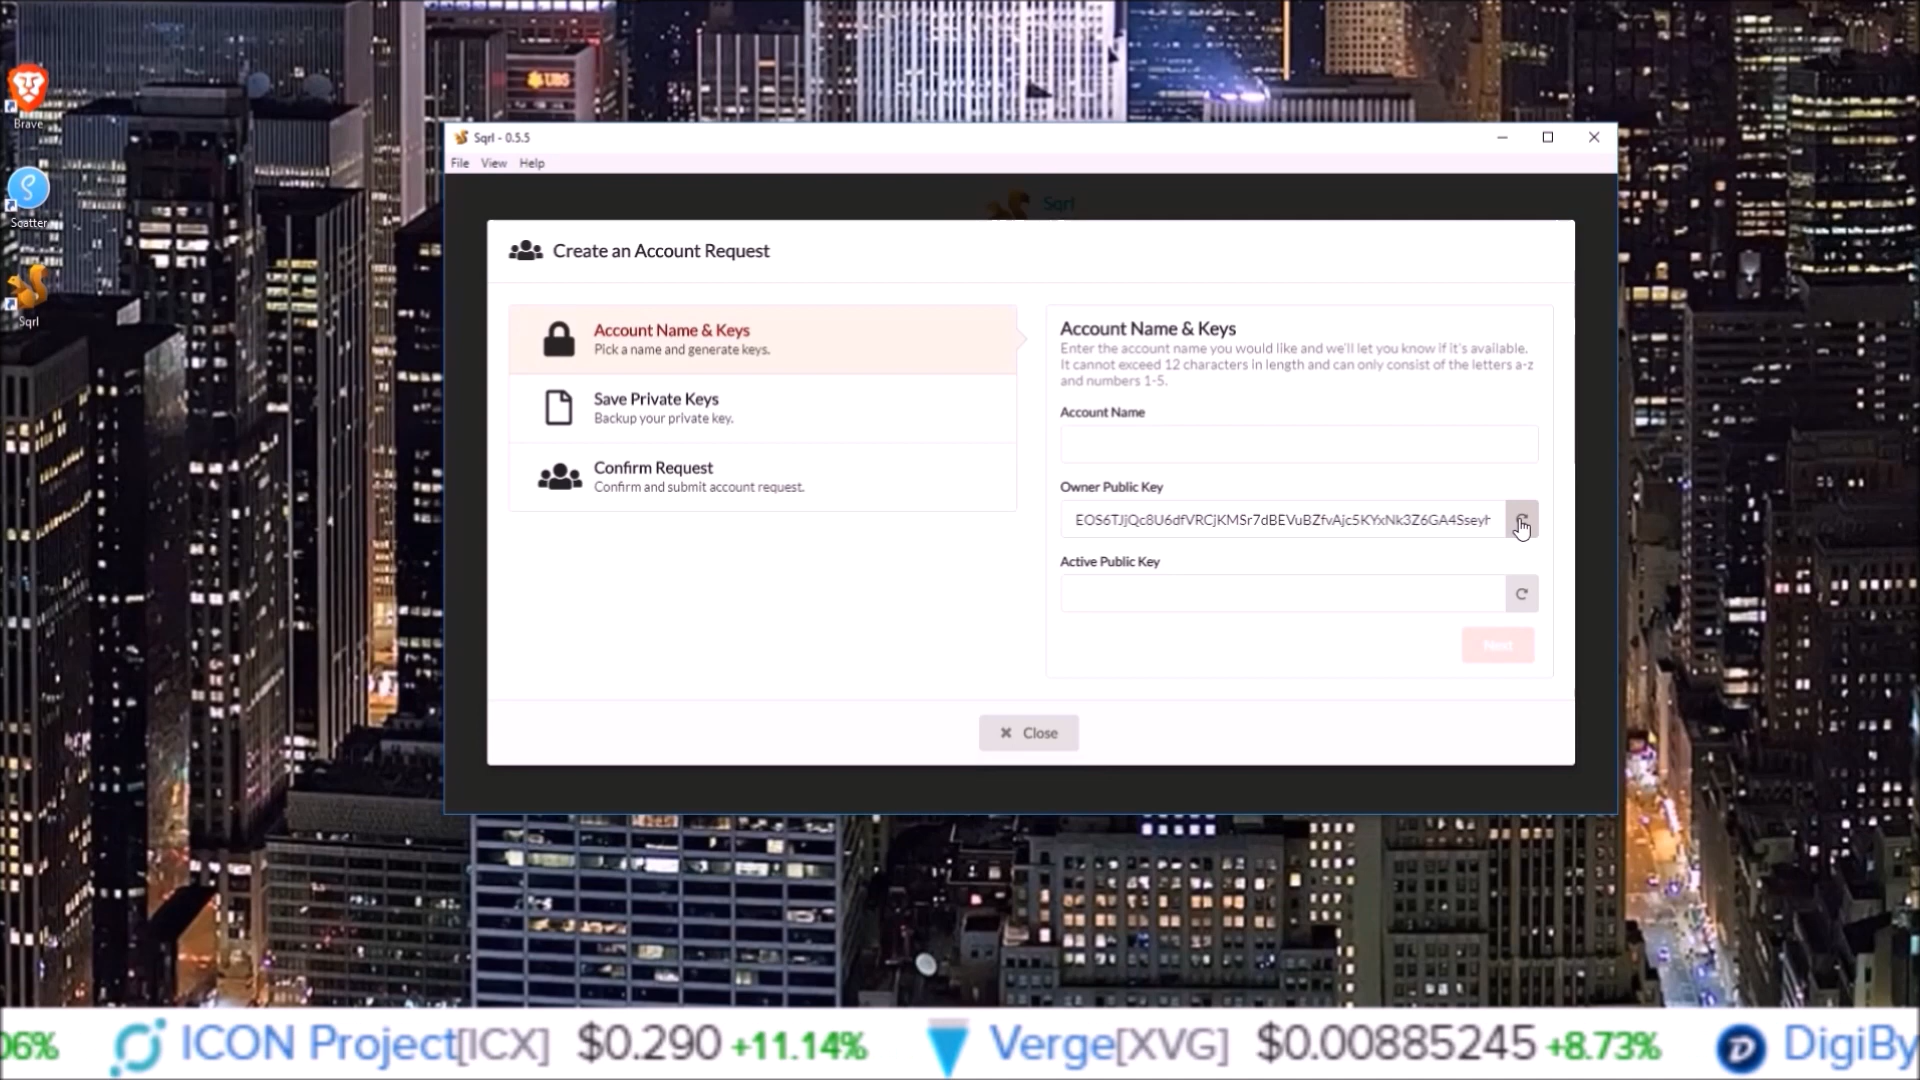 UBS
Brave
Scatter
Sqrl
Sqrl - 0.5.5
File View Help
Sqrl
Create an Account Request
Account Name & Keys
Pick a name and generate keys.
Save Private Keys
Backup your private key.
Confirm Request
Confirm and submit account request.
Account Name & Keys
Enter the account name you would like and we'll let you know if it's available.
It cannot exceed 12 characters in length and can only consist of the letters a-z
and numbers 1-5.
Account Name
Owner Public Key
EOS6TJjQc8U6dfVRCjKMSr7dBEVuBZfvAjc5KYxNk3Z6GA4Ssey
Active Public Key
Next
Close
06% ICON Project[ICX] $0.290 +11.14% Verge[XVG] $0.00885245 +8.73% DigiBy